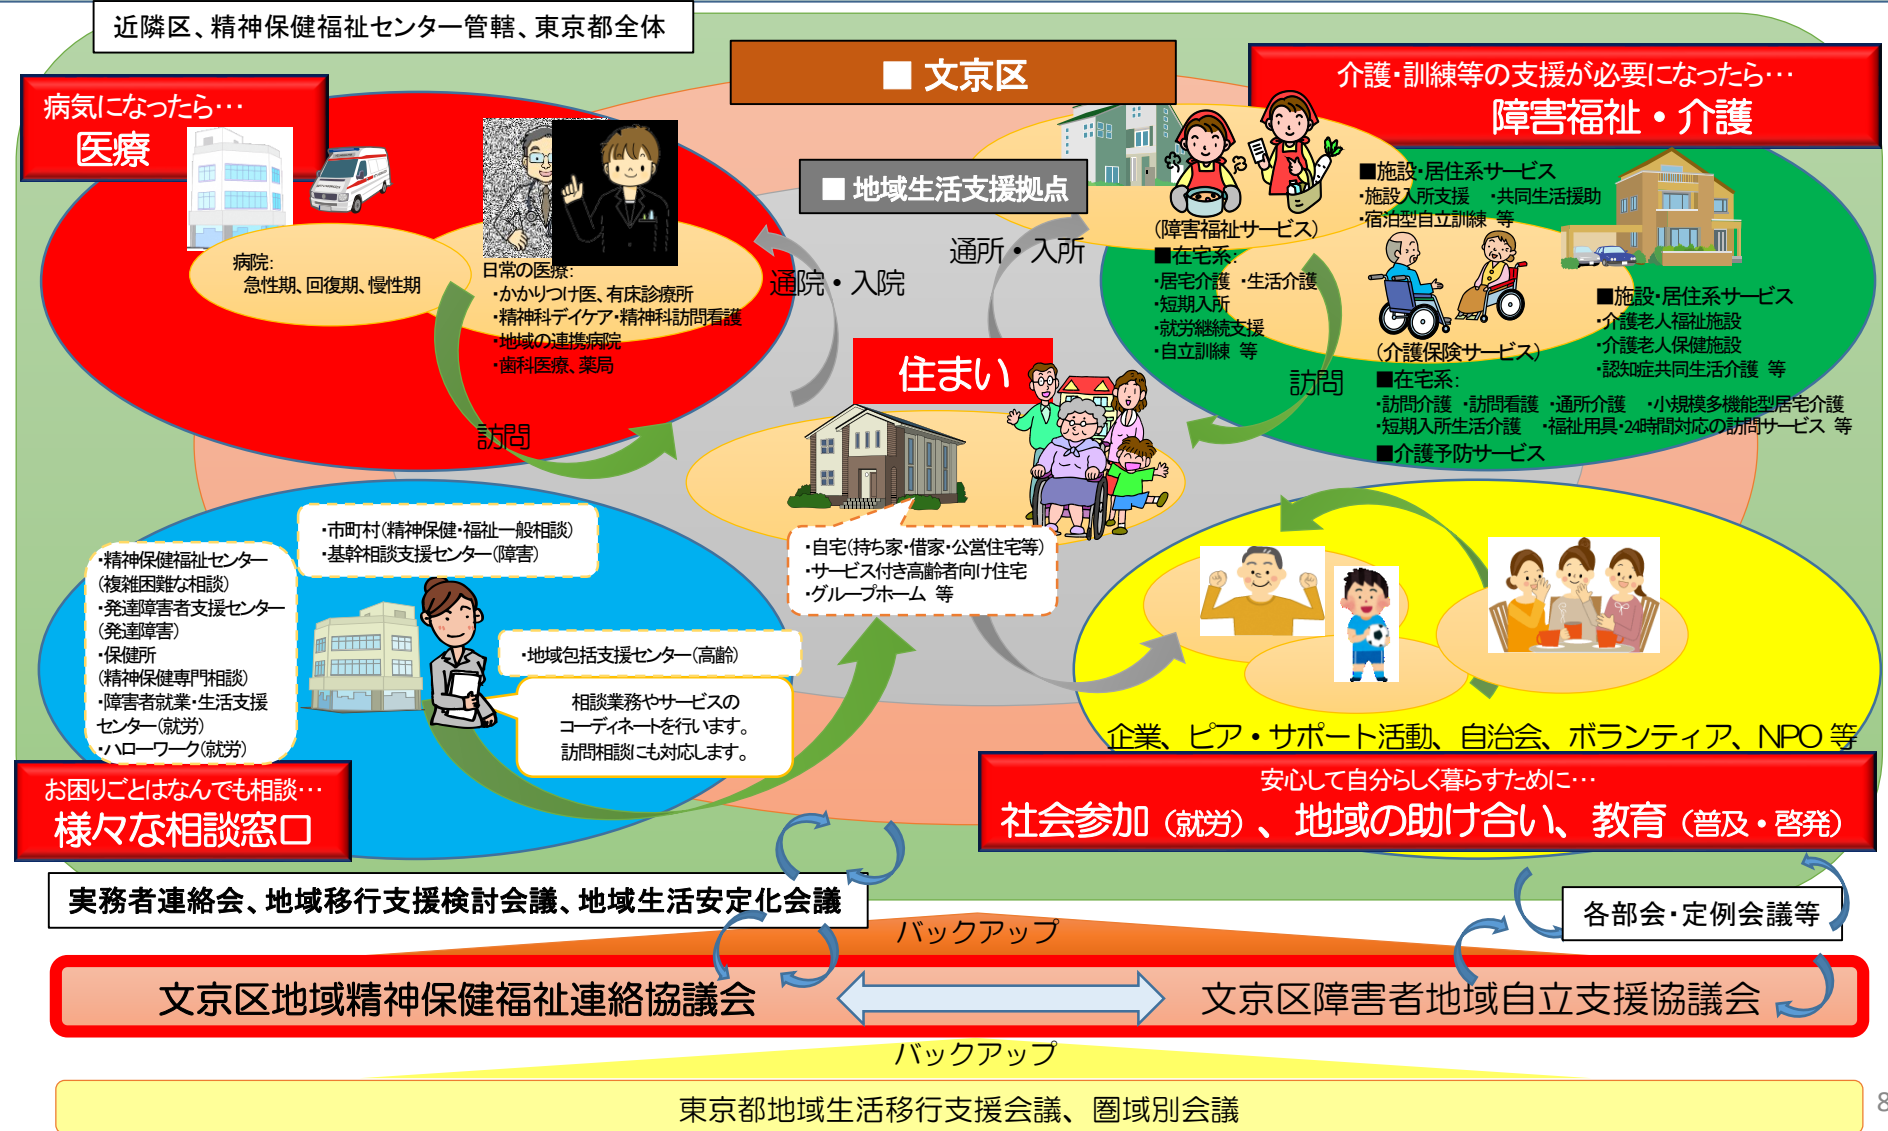 近隣区、精神保健福祉センター管轄、東京都全体
■ 文京区
病気になったら…
医療
介護・訓練等の支援が必要になったら…
障害福祉・介護
■ 地域生活支援拠点
病院:
急性期、回復期、慢性期
日常の医療:
・かかりつけ医、有床診療所
・精神科デイケア・精神科訪問看護
・地域の連携病院
・歯科医療、薬局
通院・入院
訪問
通所・入所
(障害福祉サービス)
■在宅系:
・居宅介護 ・生活介護
・短期入所
・就労継続支援
・自立訓練 等
■施設・居住系サービス
・施設入所支援 ・共同生活援助
・宿泊型自立訓練 等
訪問
(介護保険サービス)
■在宅系:
・訪問介護 ・訪問看護 ・通所介護 ・小規模多機能型居宅介護
・短期入所生活介護 ・福祉用具・24時間対応の訪問サービス 等
■介護予防サービス
■施設・居住系サービス
・介護老人福祉施設
・介護老人保健施設
・認知症共同生活介護 等
住まい
・自宅(持ち家・借家・公営住宅等)
・サービス付き高齢者向け住宅
・グループホーム 等
・市町村(精神保健・福祉一般相談)
・基幹相談支援センター(障害)
・精神保健福祉センター
(複雑困難な相談)
・発達障害者支援センター
(発達障害)
・保健所
(精神保健専門相談)
・障害者就業・生活支援
センター(就労)
・ハローワーク(就労)
・地域包括支援センター(高齢)
相談業務やサービスの
コーディネートを行います。
訪問相談にも対応します。
お困りごとはなんでも相談…
様々な相談窓口
企業、ピア・サポート活動、自治会、ボランティア、NPO 等
安心して自分らしく暮らすために…
社会参加(就労)、地域の助け合い、教育(普及・啓発)
実務者連絡会、地域移行支援検討会議、地域生活安定化会議
各部会・定例会議等
バックアップ
文京区地域精神保健福祉連絡協議会
文京区障害者地域自立支援協議会
バックアップ
東京都地域生活移行支援会議、圏域別会議
8